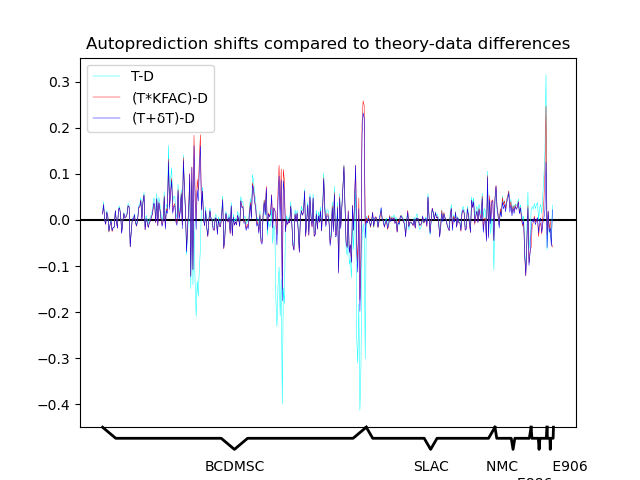 Autoprediction shifts compared to theory-data differences
T-D
(T*KFAC)-D
(T+δT)-D
0.3
0.2
0.1
0.0
−0.1
−0.2
−0.3
−0.4
BCDMSC SLAC NMC E906